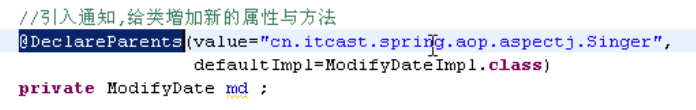 //引入通知,给类增加新的属性与方法
@DeclareParents(value="cn.itcast.spring.aop.aspectj.Singer",
defaultImpl=ModifyDateImpl.class)
private ModifyDate md ;